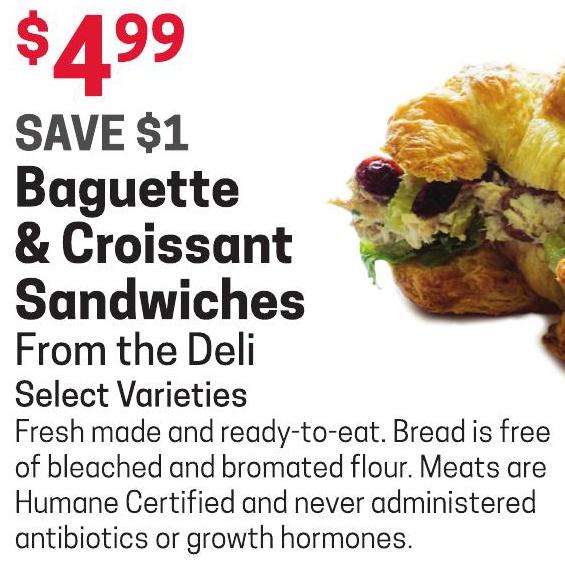 $4.99
SAVE $1
Baguette
& Croissant
Sandwiches
From the Deli
Select Varieties
Fresh made and ready-to-eat. Bread is free
of bleached and bromated flour. Meats are
Humane Certified and never administered
antibiotics or growth hormones.